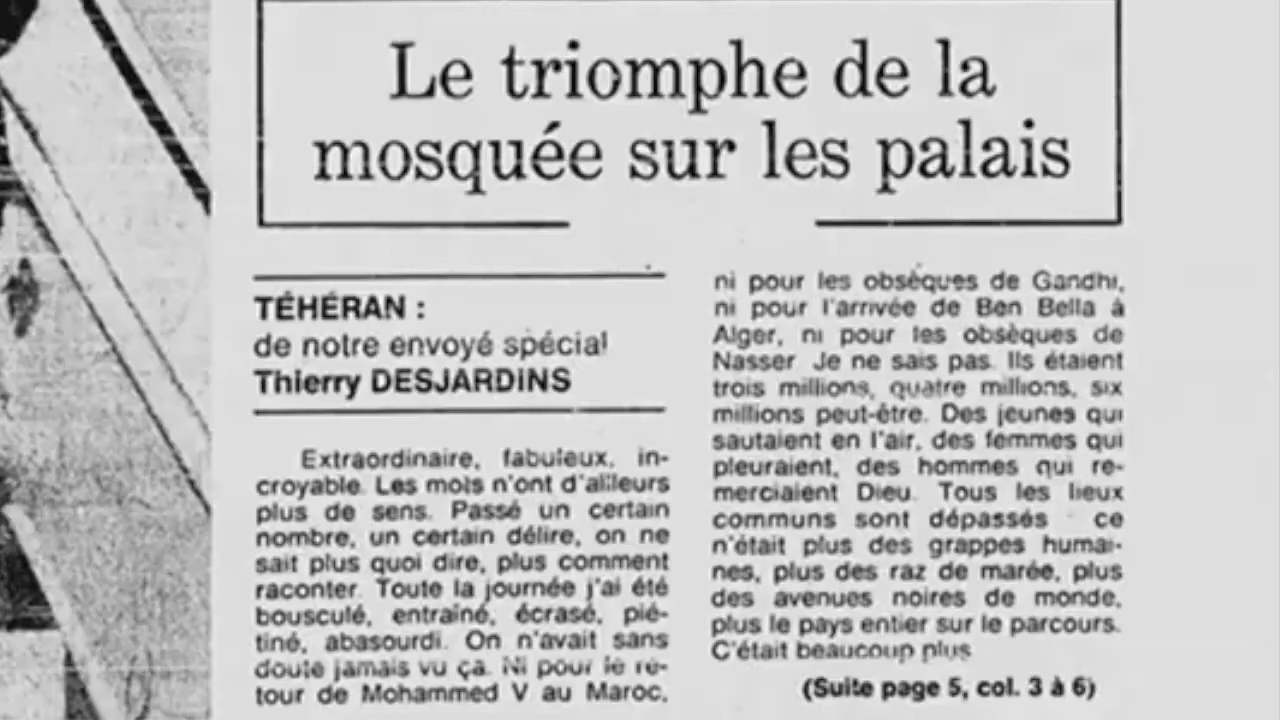 Le triomphe de la
mosquée sur les palais
TÉHÉRAN :
de notre envoyé spécial
Thierry DESJARDINS
Extraordinaire, fabuleux, in-
croyable. Les mots n'ont d'ailleurs
plus de sens. Passé un certain
nombre, un certain délire, on ne
sait plus quoi dire, plus comment
raconter. Toute la journée j'ai été
bousculé, entraîné, écrasé, pié-
tiné, abasourdi. On n'avait sans
doute jamais vu ça. Ni pour le re-
tour de Mohammed V au Maroc,
ni pour les obsèques de Gandhi,
ni pour l'arrivée de Ben Bella à
Alger, ni pour les obsèques de
Nasser. Je ne sais pas. Ils étaient
trois millions, quatre millions, six
millions peut-être. Des jeunes qui
sautaient en l'air, des femmes qui
pleuraient, des hommes qui re-
merciaient Dieu. Tous les lieux
communs sont dépassés ce
n'était plus des grappes humai-
nes, plus des raz de marée, plus
des avenues noires de monde,
plus le pays entier sur le parcours.
C'était beaucoup plus
(Suite page 5, col. 3 à 6)